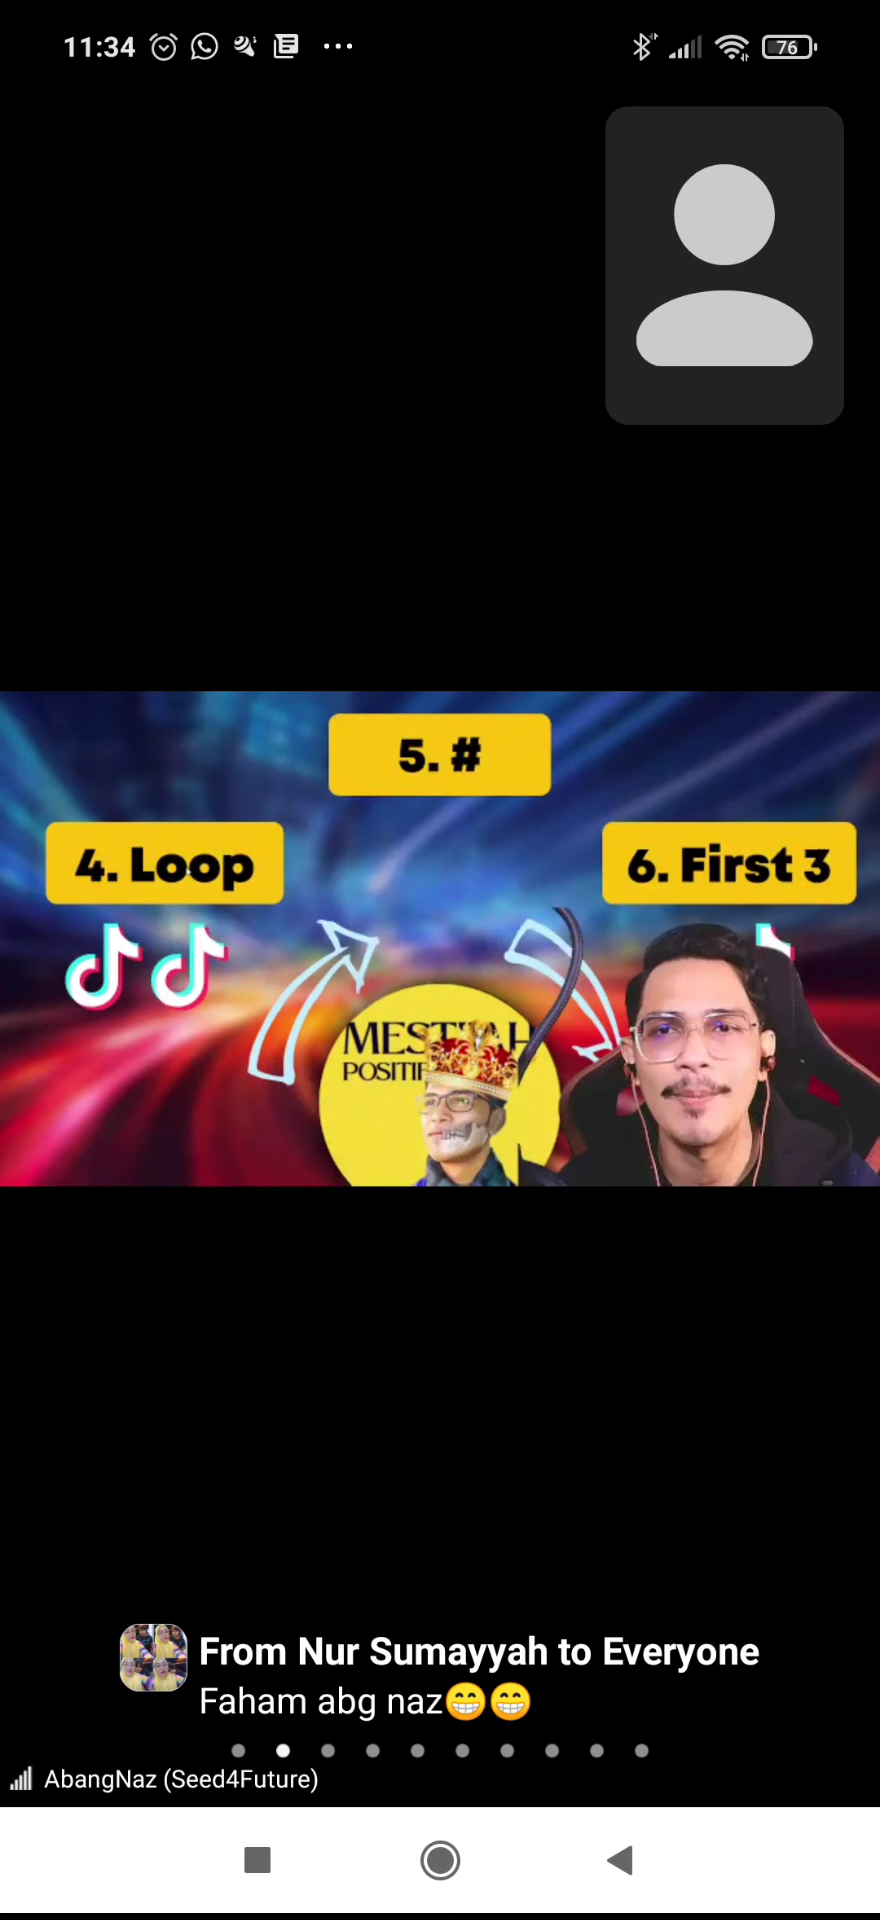 11:34
76
5. #
4. Loop
6. First 3
POSITIF
From Nur Sumayyah to Everyone
Faham abg naz😁😁
AbangNaz (Seed4Future)